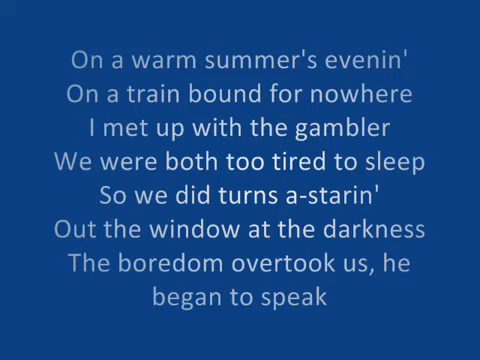 On a warm summer's evenin'
On a train bound for nowhere
I met up with the gambler
We were both too tired to sleep
So we did turns a-starin'
Out the window at the darkness
The boredom overtook us, he
began to speak